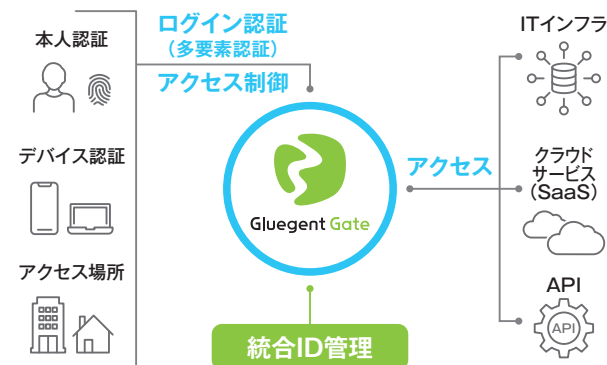 本人認証
デバイス認証
アクセス場所
ログイン認証
（多要素認証）
アクセス制御
Gluegent Gate
統合ID管理
アクセス
ITインフラ
クラウド
サービス
（SaaS）
API
API